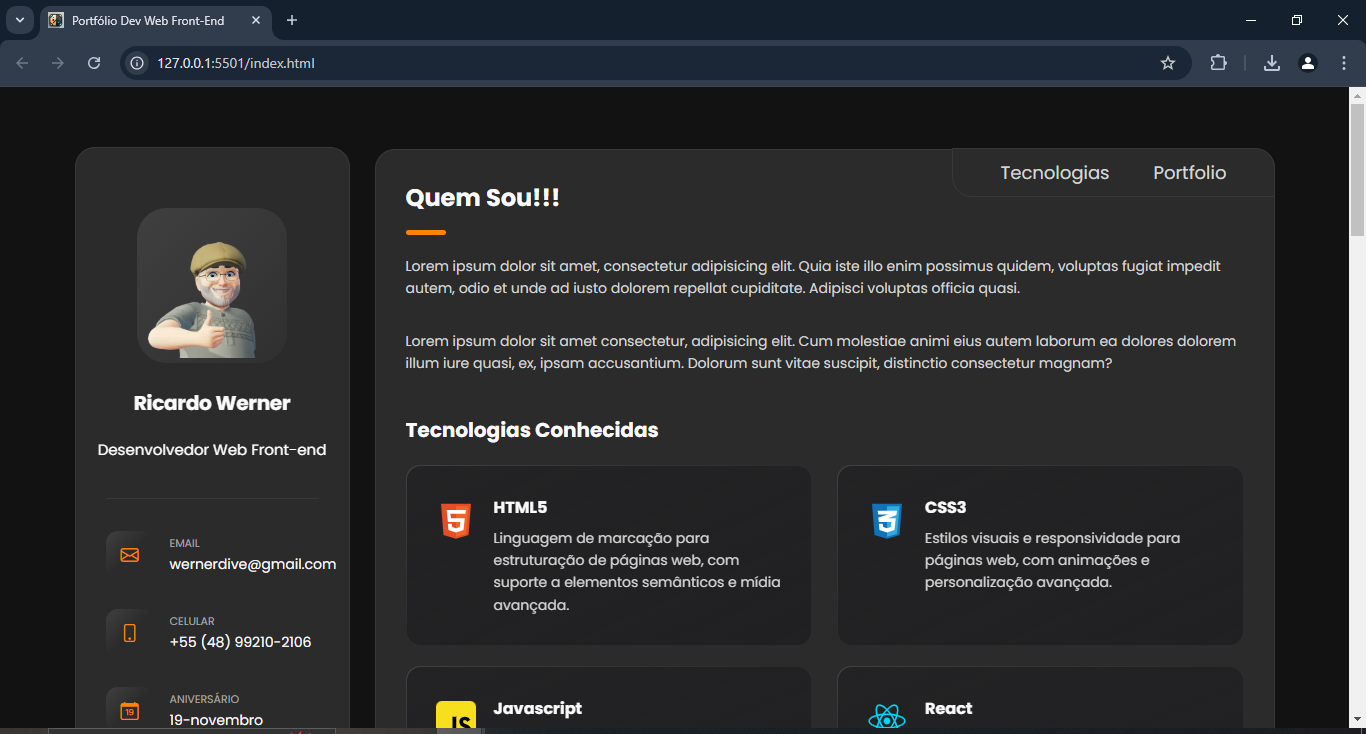 Portfólio Dev Web Front-End
127.0.0.1:5501/index.html
Tecnologias Portfolio
Ricardo Werner
Desenvolvedor Web Front-end
EMAIL
wernerdive@gmail.com
CELULAR
+55 (48) 99210-2106
ANIVERSÁRIO
19
19-novembro
Quem Sou!!!
Lorem ipsum dolor sit amet, consectetur adipisicing elit. Quia iste illo enim possimus quidem, voluptas fugiat impedit
autem, odio et unde ad iusto dolorem repellat cupiditate. Adipisci voluptas officia quasi.
Lorem ipsum dolor sit amet consectetur, adipisicing elit. Cum molestiae animi eius autem laborum ea dolores dolorem
illum iure quasi, ex, ipsam accusantium. Dolorum sunt vitae suscipit, distinctio consectetur magnam?
Tecnologias Conhecidas
5
HTML5
Linguagem de marcação para
estruturação de páginas web, com
suporte a elementos semânticos e mídia
avançada.
3
CSS3
Estilos visuais e responsividade para
páginas web, com animações e
personalização avançada.
JS
Javascript
React